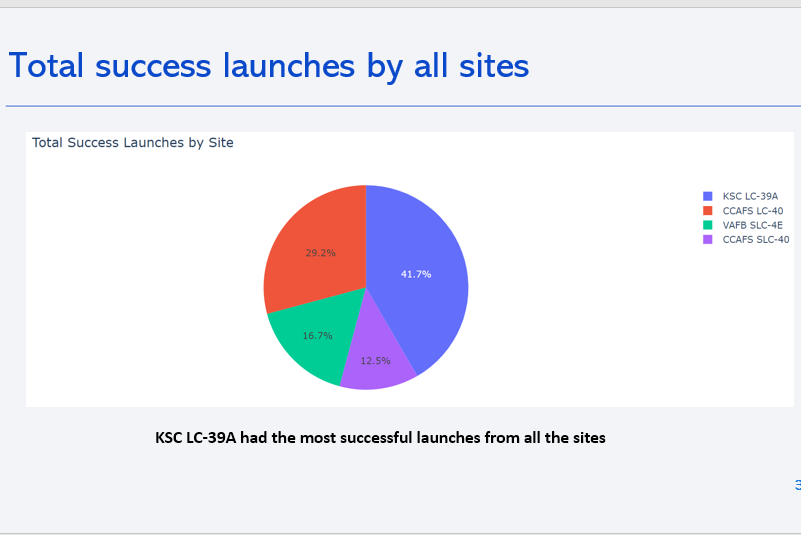 Total success launches by all sites
Total Success Launches by Site
KSC LC-39A
CCAFS LC-40
VAFB SLC-4E
CCAFS SLC-40
29.2%
41.7%
16.7%
12.5%
KSC LC-39A had the most successful launches from all the sites